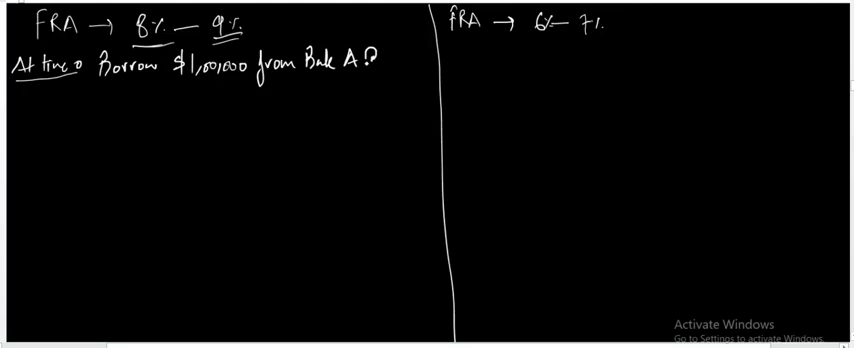 FRA → 8% – 9%
At time 0 Borrow $1,00,000 from Bank A @
FRA → 6% – 7%
Activate Windows
Go to Settings to activate Windows.